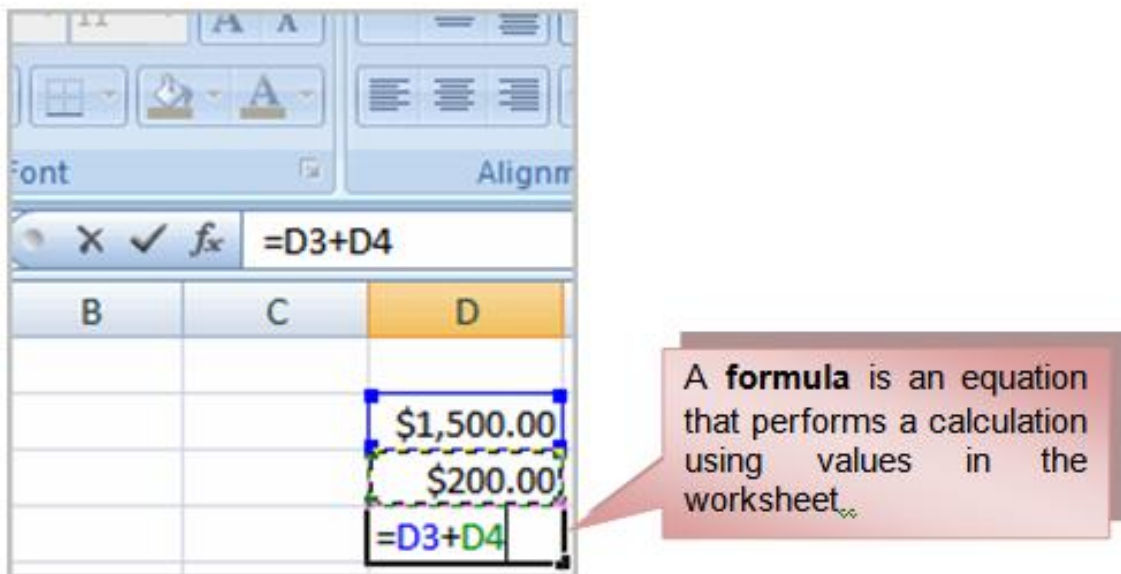 A A
A
Font Alignm
fx =D3+D4
B C D
$1,500.00
$200.00
=D3+D4
A formula is an equation
that performs a calculation
using values in the
worksheet